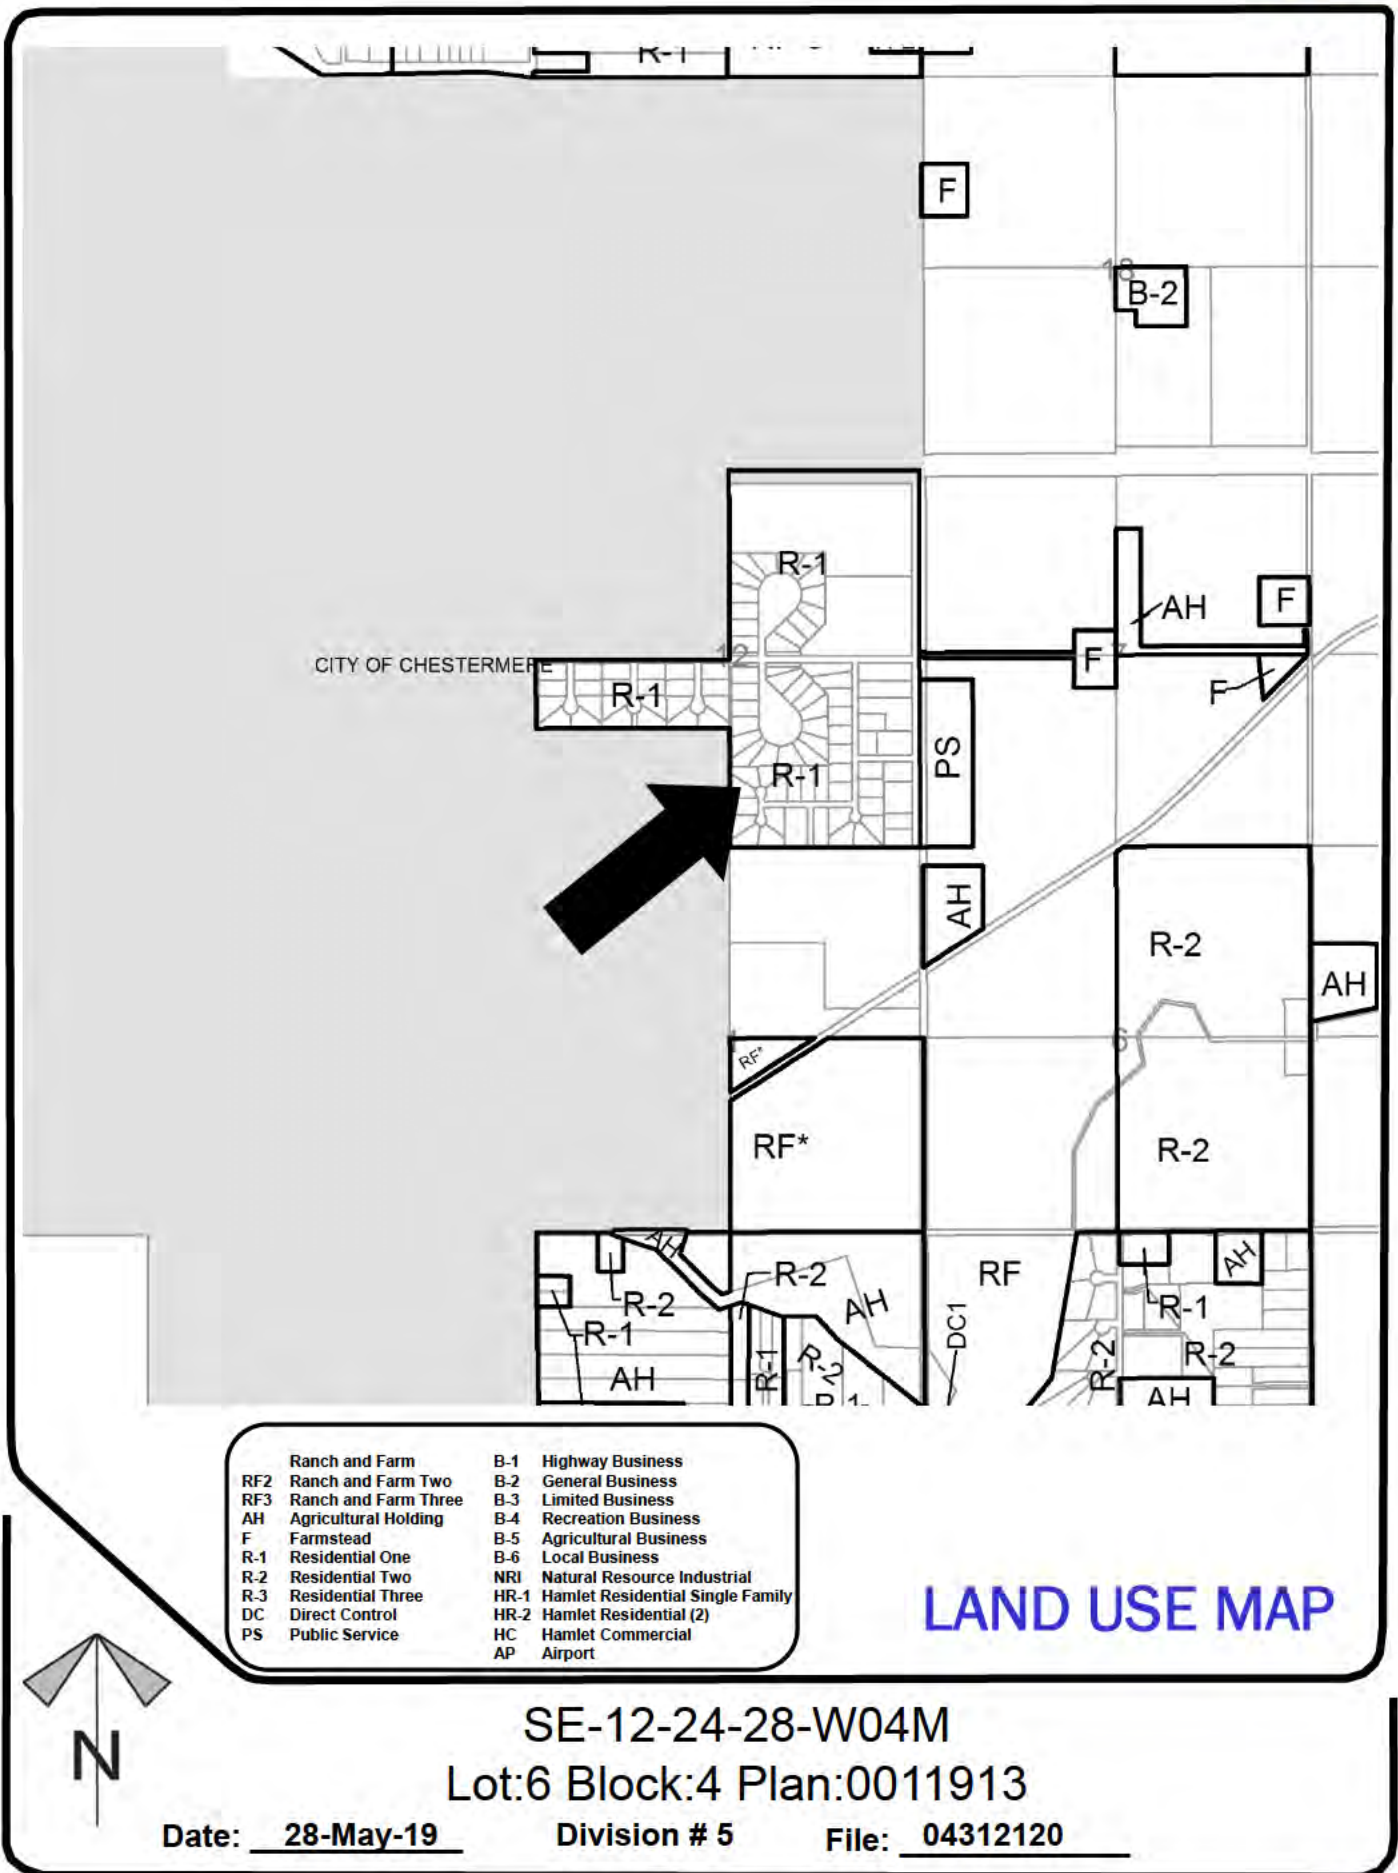 R-1
F
18
B-2
R-1
AH
F
CITY OF CHESTERMERE
12
F
R-1
F
PS
R-1
AH
R-2
AH
1
6
RF*
RF*
R-2
AH
R-2
RF
AH
R-2
AH
R-1
R-1
DC1
R-2
R-2
AH
R-1
R-2
AH
Ranch and Farm
RF2 Ranch and Farm Two
RF3 Ranch and Farm Three
AH Agricultural Holding
F Farmstead
R-1 Residential One
R-2 Residential Two
R-3 Residential Three
DC Direct Control
PS Public Service
B-1 Highway Business
B-2 General Business
B-3 Limited Business
B-4 Recreation Business
B-5 Agricultural Business
B-6 Local Business
NRI Natural Resource Industrial
HR-1 Hamlet Residential Single Family
HR-2 Hamlet Residential (2)
HC Hamlet Commercial
AP Airport
LAND USE MAP
N
SE-12-24-28-W04M
Lot:6 Block:4 Plan:0011913
Date: 28-May-19 Division # 5 File: 04312120